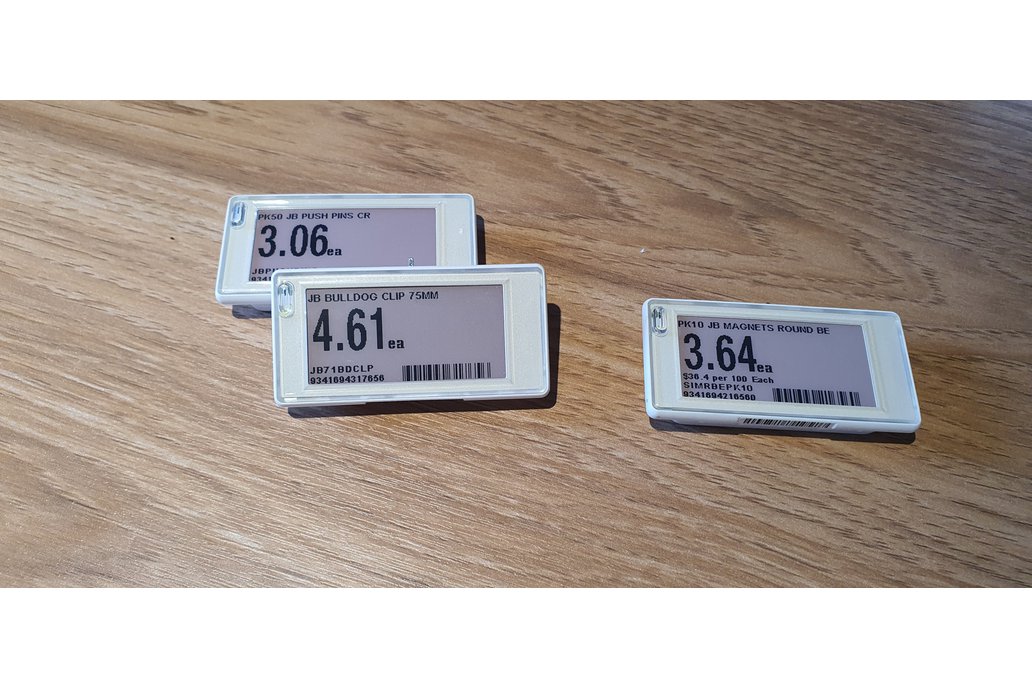 PK50 JB PUSH PINS CR
3.06ea
JB BULLDOG CLIP 75MM
4.61ea
JB71BDCLP
9341694317656
PK10 JB MAGNETS ROUND BE
3.64ea
$36.4 per 100 Each
SIMRBEPK10
9341694216560